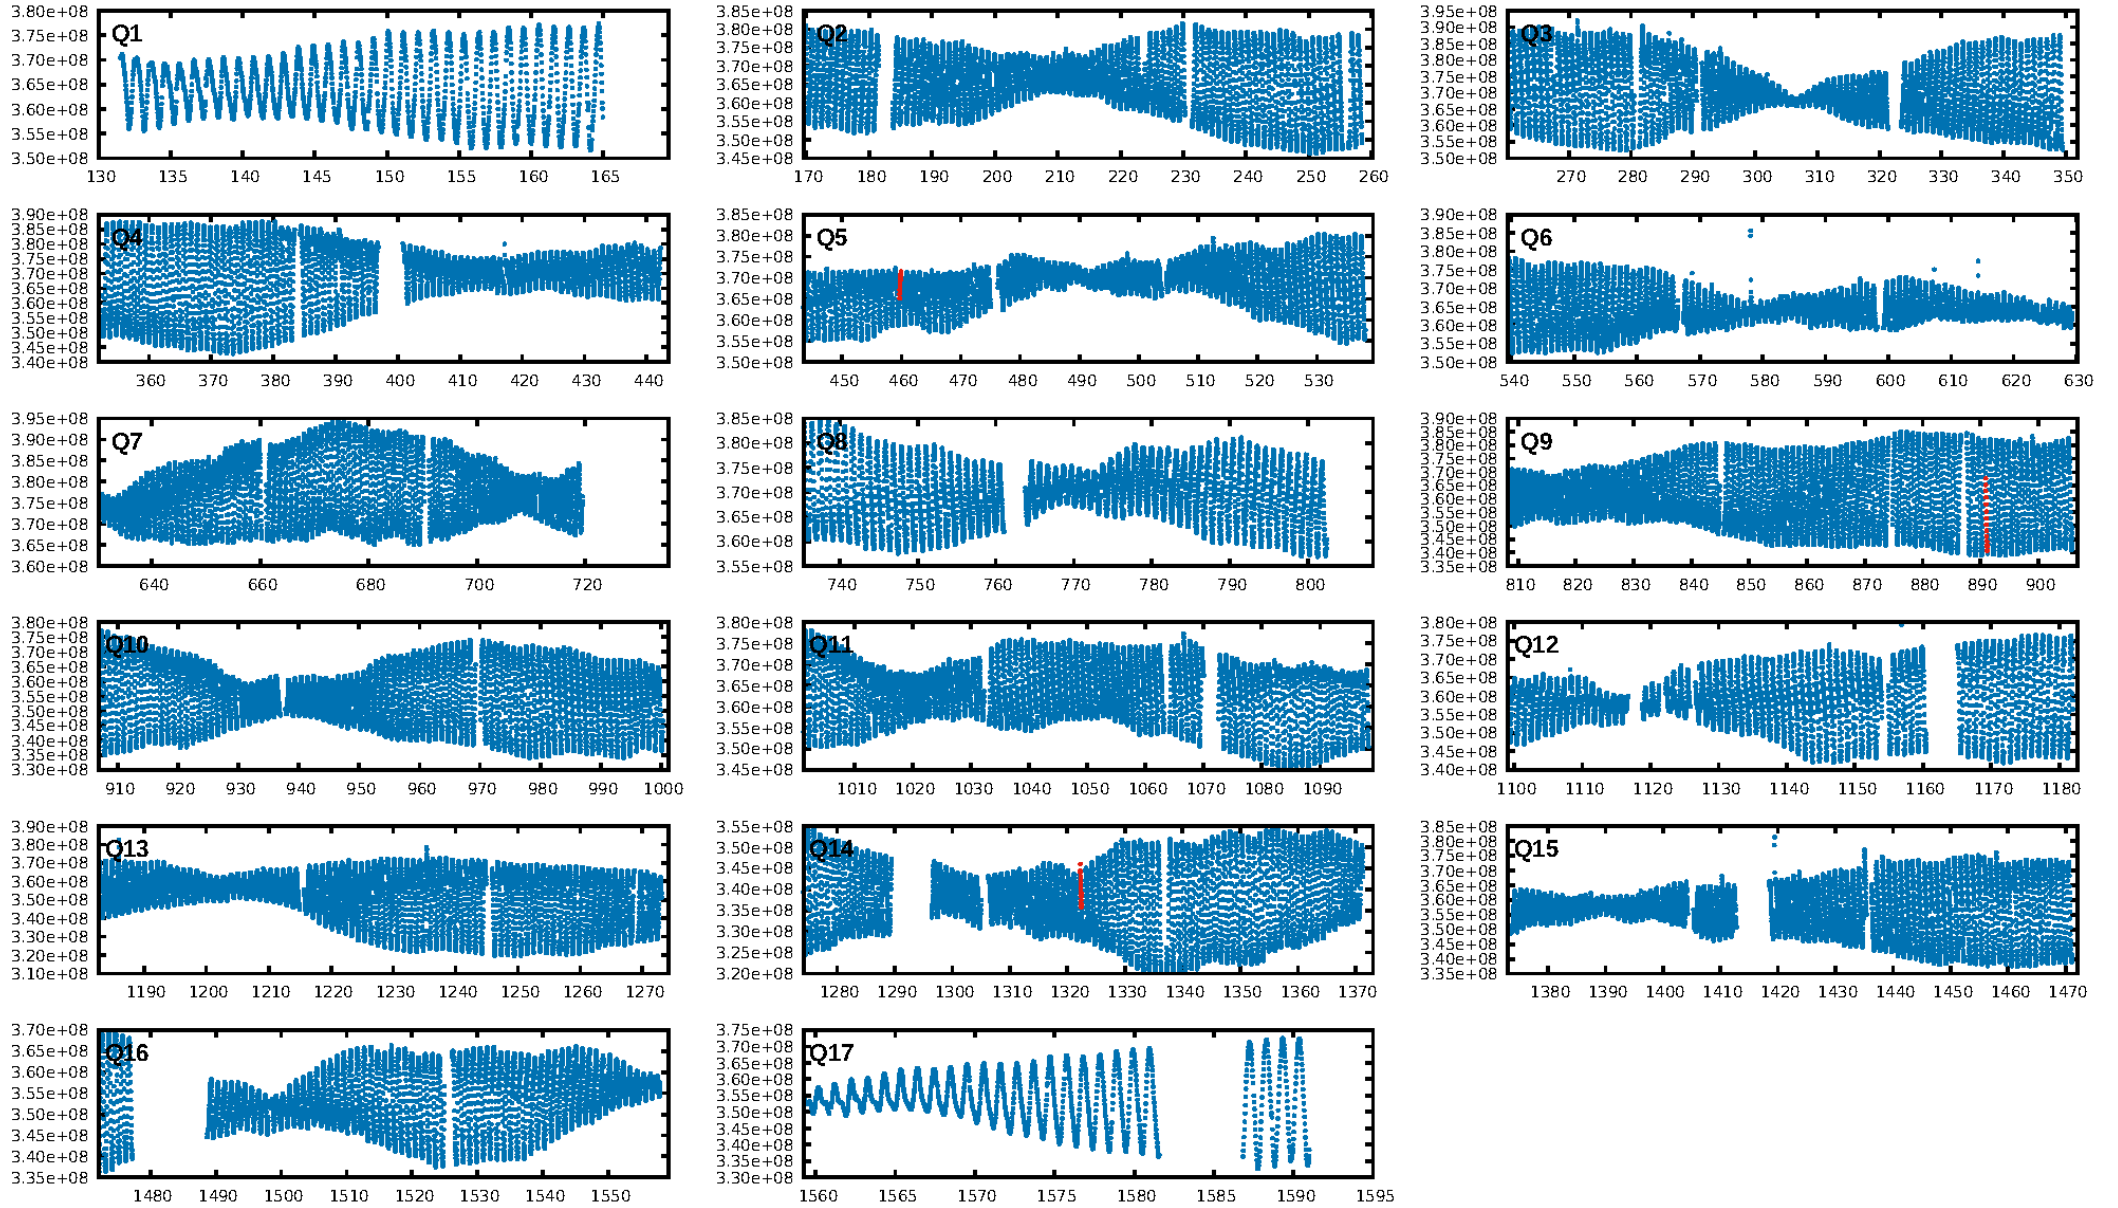 3.80e+08 3.75e+08 3.70e+08 3.65e+08 3.60e+08 3.55e+08 3.50e+08
Q1
130 135 140 145 150 155 160 165
3.85e+08 3.80e+08 3.75e+08 3.70e+08 3.65e+08 3.60e+08 3.55e+08 3.50e+08 3.45e+08
Q2
170 180 190 200 210 220 230 240 250 260
3.95e+08 3.90e+08 3.85e+08 3.80e+08 3.75e+08 3.70e+08 3.65e+08 3.60e+08 3.55e+08 3.50e+08
Q3
270 280 290 300 310 320 330 340 350
3.90e+08 3.85e+08 3.80e+08 3.75e+08 3.70e+08 3.65e+08 3.60e+08 3.55e+08 3.50e+08 3.45e+08 3.40e+08
Q4
360 370 380 390 400 410 420 430 440
3.85e+08 3.80e+08 3.75e+08 3.70e+08 3.65e+08 3.60e+08 3.55e+08 3.50e+08
Q5
450 460 470 480 490 500 510 520 530
3.90e+08 3.85e+08 3.80e+08 3.75e+08 3.70e+08 3.65e+08 3.60e+08 3.55e+08 3.50e+08
Q6
540 550 560 570 580 590 600 610 620 630
3.95e+08 3.90e+08 3.85e+08 3.80e+08 3.75e+08 3.70e+08 3.65e+08 3.60e+08
Q7
640 660 680 700 720
3.85e+08 3.80e+08 3.75e+08 3.70e+08 3.65e+08 3.60e+08 3.55e+08
Q8
740 750 760 770 780 790 800
3.90e+08 3.85e+08 3.80e+08 3.75e+08 3.70e+08 3.65e+08 3.60e+08 3.55e+08 3.50e+08 3.45e+08 3.40e+08 3.35e+08
Q9
810 820 830 840 850 860 870 880 890 900
3.80e+08 3.75e+08 3.70e+08 3.65e+08 3.60e+08 3.55e+08 3.50e+08 3.45e+08 3.40e+08 3.35e+08 3.30e+08
Q10
910 920 930 940 950 960 970 980 990 1000
3.80e+08 3.75e+08 3.70e+08 3.65e+08 3.60e+08 3.55e+08 3.50e+08 3.45e+08
Q11
1010 1020 1030 1040 1050 1060 1070 1080 1090
3.80e+08 3.75e+08 3.70e+08 3.65e+08 3.60e+08 3.55e+08 3.50e+08 3.45e+08 3.40e+08
Q12
1100 1110 1120 1130 1140 1150 1160 1170 1180
3.90e+08 3.80e+08 3.70e+08 3.60e+08 3.50e+08 3.40e+08 3.30e+08 3.20e+08 3.10e+08
Q13
1190 1200 1210 1220 1230 1240 1250 1260 1270
3.55e+08 3.50e+08 3.45e+08 3.40e+08 3.35e+08 3.30e+08 3.25e+08 3.20e+08
Q14
1280 1290 1300 1310 1320 1330 1340 1350 1360 1370
3.85e+08 3.80e+08 3.75e+08 3.70e+08 3.65e+08 3.60e+08 3.55e+08 3.50e+08 3.45e+08 3.40e+08 3.35e+08
Q15
1380 1390 1400 1410 1420 1430 1440 1450 1460 1470
3.70e+08 3.65e+08 3.60e+08 3.55e+08 3.50e+08 3.45e+08 3.40e+08 3.35e+08
Q16
1480 1490 1500 1510 1520 1530 1540 1550
3.75e+08 3.70e+08 3.65e+08 3.60e+08 3.55e+08 3.50e+08 3.45e+08 3.40e+08 3.35e+08 3.30e+08
Q17
1560 1565 1570 1575 1580 1585 1590 1595